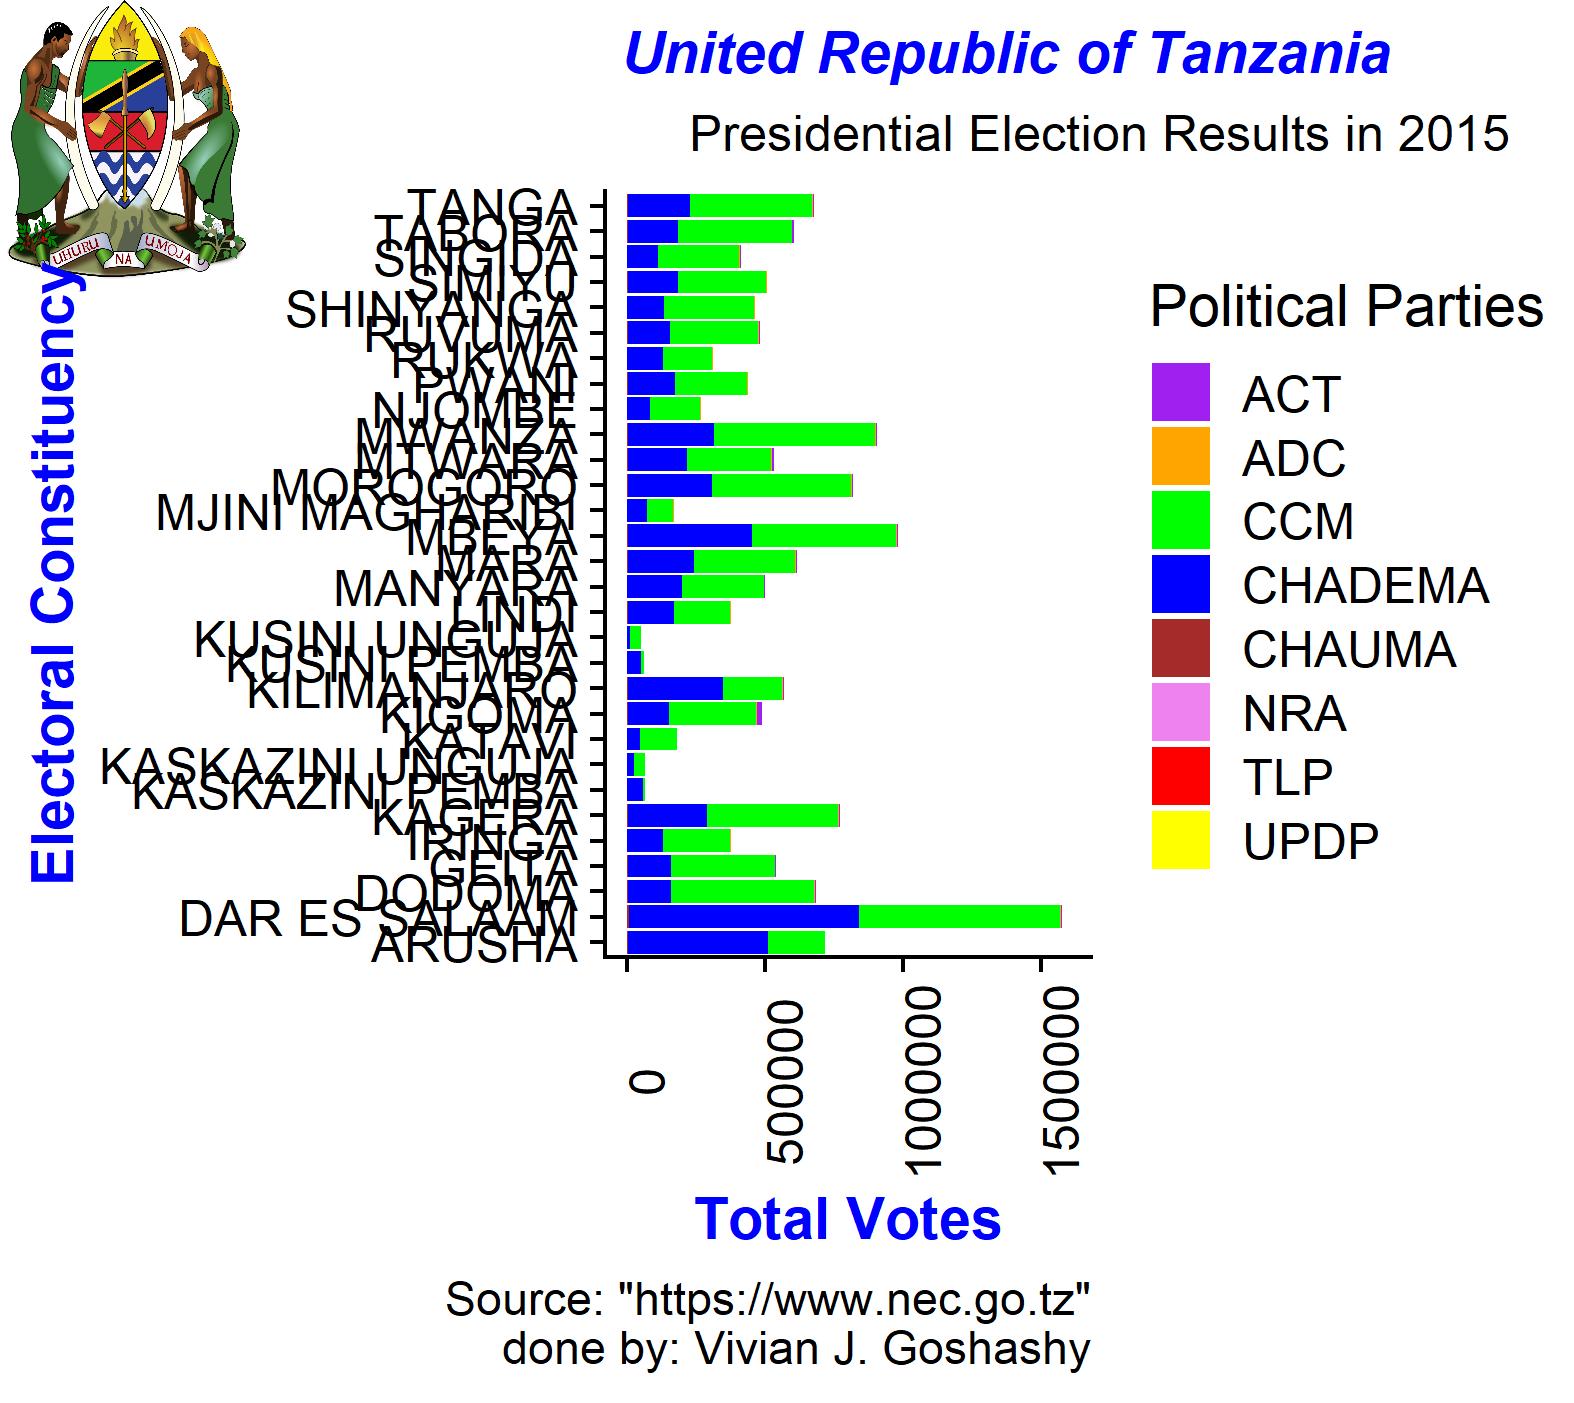 United Republic of Tanzania
Presidential Election Results in 2015
UHURU NA UMOJA
Electoral Constituency
TANGA
TABORA
SINGIDA
SIMIYU
SHINYANGA
RUVUMA
RUKWA
PWANI
NJOMBE
MWANZA
MTWARA
MOROGORO
MJINI MAGHARIBI
MBEYA
MARA
MANYARA
LINDI
KUSINI UNGUJA
KUSINI PEMBA
KILIMANJARO
KIGOMA
KATAVI
KASKAZINI UNGUJA
KASKAZINI PEMBA
KAGERA
IRINGA
GEITA
DODOMA
DAR ES SALAAM
ARUSHA
0
500000
1000000
1500000
Total Votes
Political Parties
ACT
ADC
CCM
CHADEMA
CHAUMA
NRA
TLP
UPDP
Source: "https://www.nec.go.tz"
done by: Vivian J. Goshashy